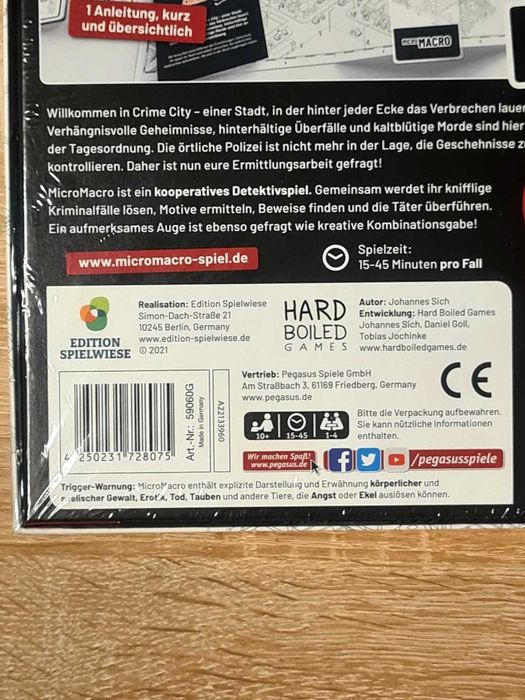 1 Anleitung, kurz
und übersichtlich
MICRO MACRO
Willkommen in Crime City – einer Stadt, in der hinter jeder Ecke das Verbrechen
Verhängnisvolle Geheimnisse, hinterhältige Überfälle und kaltblütige Morde sind hier
der Tagesordnung. Die örtliche Polizei ist nicht mehr in der Lage, die Geschehnisse
kontrollieren. Daher ist nun eure Ermittlungsarbeit gefragt!
MicroMacro ist ein kooperatives Detektivspiel. Gemeinsam werdet ihr knifflige
Kriminalfälle lösen, Motive ermitteln, Beweise finden und die Täter überführen.
Ein aufmerksames Auge ist ebenso gefragt wie kreative Kombinationsgabe!
www.micromacro-spiel.de
Spielzeit:
15-45 Minuten pro Fall
EDITION
SPIELWIESE
Realisation: Edition Spielwiese
Simon-Dach-Straße 21
10245 Berlin, Germany
www.edition-spielwiese.de
© 2021
HARD
BOILED
GAMES
Autor: Johannes Sich
Entwicklung: Hard Boiled Games
Johannes Sich, Daniel Goll,
Tobias Jochinke
www.hardboiledgames.de
Vertrieb: Pegasus Spiele GmbH
Am Straßbach 3, 61169 Friedberg, Germany
www.pegasus.de
CE
4 250231 728075
Art.-Nr.: 59060G
Made in Germany
A22133960
10+
15-45
1-4
Bitte die Verpackung aufbewahren.
Sie kann nützliche Informationen
enthalten.
Wir machen Spaß!
www.pegasus.de
/pegasusspiele
Trigger-Warnung: MicroMacro enthält explizite Darstellung und Erwähnung körperlicher und
seelischer Gewalt, Erotik, Tod, Tauben und andere Tiere, die Angst oder Ekel auslösen können.